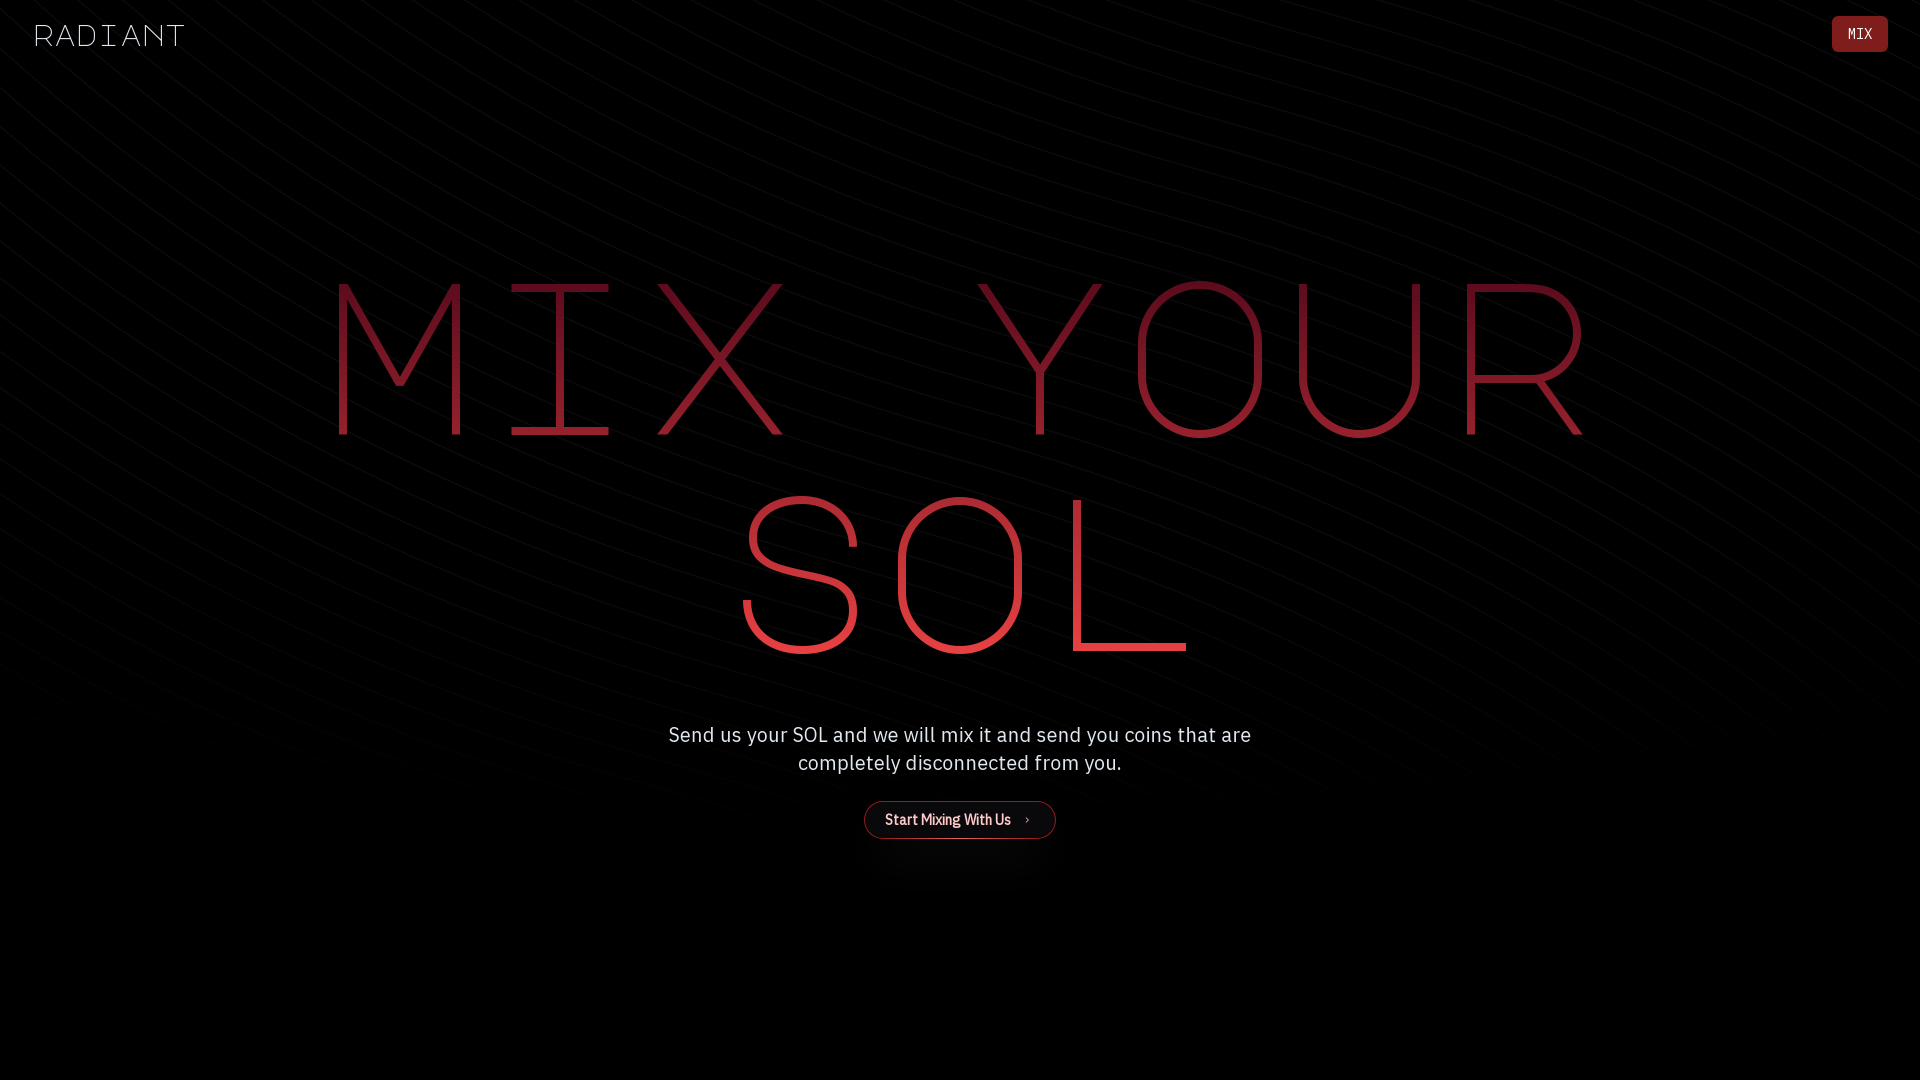 RADIANT
MIX
MIX YOUR
SOL
Send us your SOL and we will mix it and send you coins that are
completely disconnected from you.
Start Mixing With Us